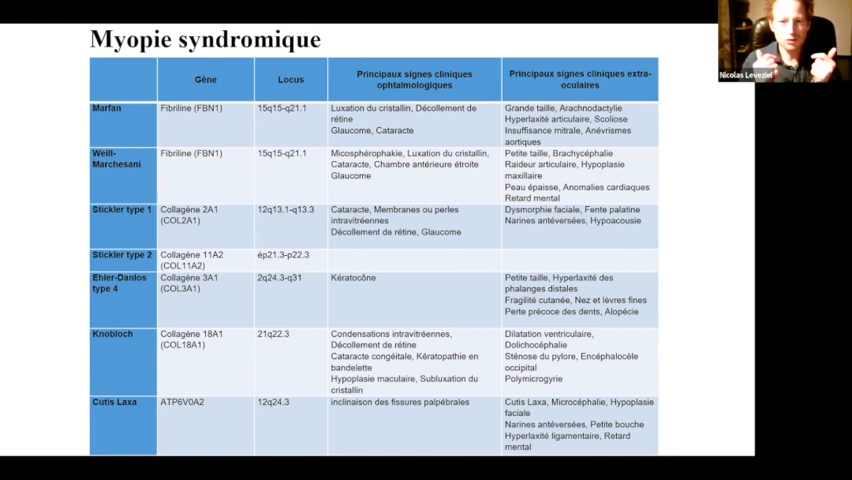 Myopie syndromique
Nicolas Leveziel
Gêne
Locus
Principaux signes cliniques
ophtalmologiques
Principaux signes cliniques extra-
oculaires
Marfan
Fibriline (FBN1)
15q15-q21.1
Luxation du cristallin, Décollement de
rétine
Glaucome, Cataracte
Grande taille, Arachnodactylie
Hyperlaxité articulaire, Scoliose
Insuffisance mitrale, Anévrismes
aortiques
Weill-
Marchesani
Fibriline (FBN1)
15q15-q21.1
Micosphérophakie, Luxation du cristallin,
Cataracte, Chambre antérieure étroite
Glaucome
Petite taille, Brachycéphalie
Raideur articulaire, Hypoplasie
maxillaire
Peau épaisse, Anomalies cardiaques
Retard mental
Stickler type 1
Collagène 2A1
(COL2A1)
12q13.1-q13.3
Cataracte, Membranes ou perles
intravitréennes
Décollement de rétine, Glaucome
Dysmorphie faciale, Fente palatine
Narines antéversées, Hypoacousie
Stickler type 2
Collagène 11A2
(COL11A2)
ép21.3-p22.3
Ehler-Danlos
type 4
Collagène 3A1
(COL3A1)
2q24.3-q31
Kératocône
Petite taille, Hyperlaxité des
phalanges distales
Fragilité cutanée, Nez et lèvres fines
Perte précoce des dents, Alopécie
Knobloch
Collagène 18A1
(COL18A1)
21q22.3
Condensations intravitréennes,
Décollement de rétine
Cataracte congéitale, Kératopathie en
bandelette
Hypoplasie maculaire, Subluxation du
cristallin
Dilatation ventriculaire,
Dolichocéphalie
Sténose du pylore, Encéphalocèle
occipital
Polymicrogyrie
Cutis Laxa
ATP6V0A2
12q24.3
inclinaison des fissures palpébrales
Cutis Laxa, Microcéphalie, Hypoplasie
faciale
Narines antéversées, Petite bouche
Hyperlaxité ligamentaire, Retard
mental